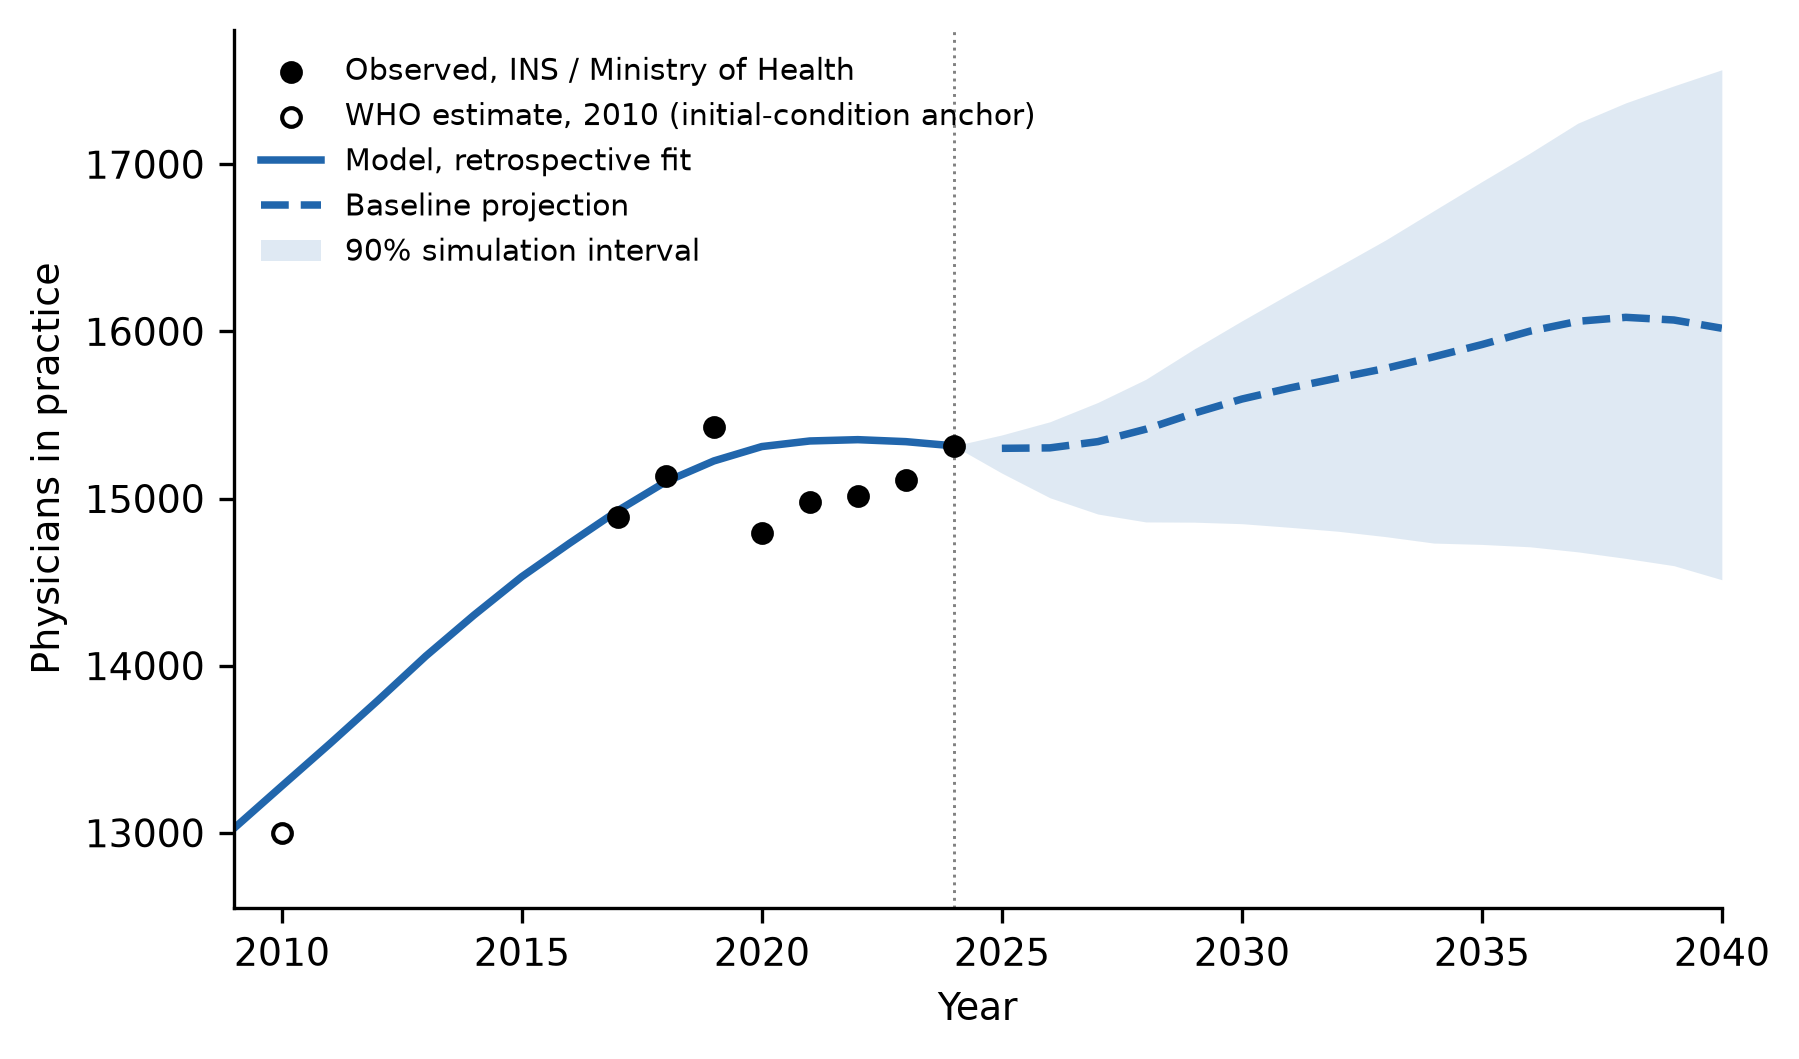 Observed, INS / Ministry of Health
WHO estimate, 2010 (initial-condition anchor)
Model, retrospective fit
Baseline projection
90% simulation interval
Physicians in practice
17000
16000
15000
14000
13000
2010 2015 2020 2025 2030 2035 2040
Year